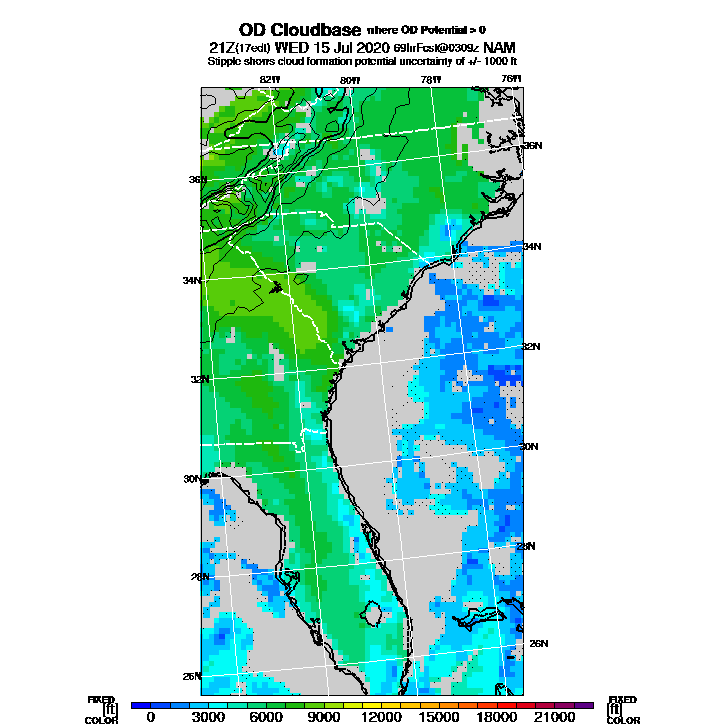 OD Cloudbase where OD Potential > 0
21Z(17edt) WED 15 Jul 2020 69hrFcst@0309z NAM
Stipple shows cloud formation potential uncertainty of +/- 1000 ft
82W 80W 78W 76W
36N
36N
34N
34N
32N
32N
30N
30N
28N
28N
26N
26N
FIXED FIXED
[ft] [ft]
COLOR 0 3000 6000 9000 12000 15000 18000 21000 COLOR